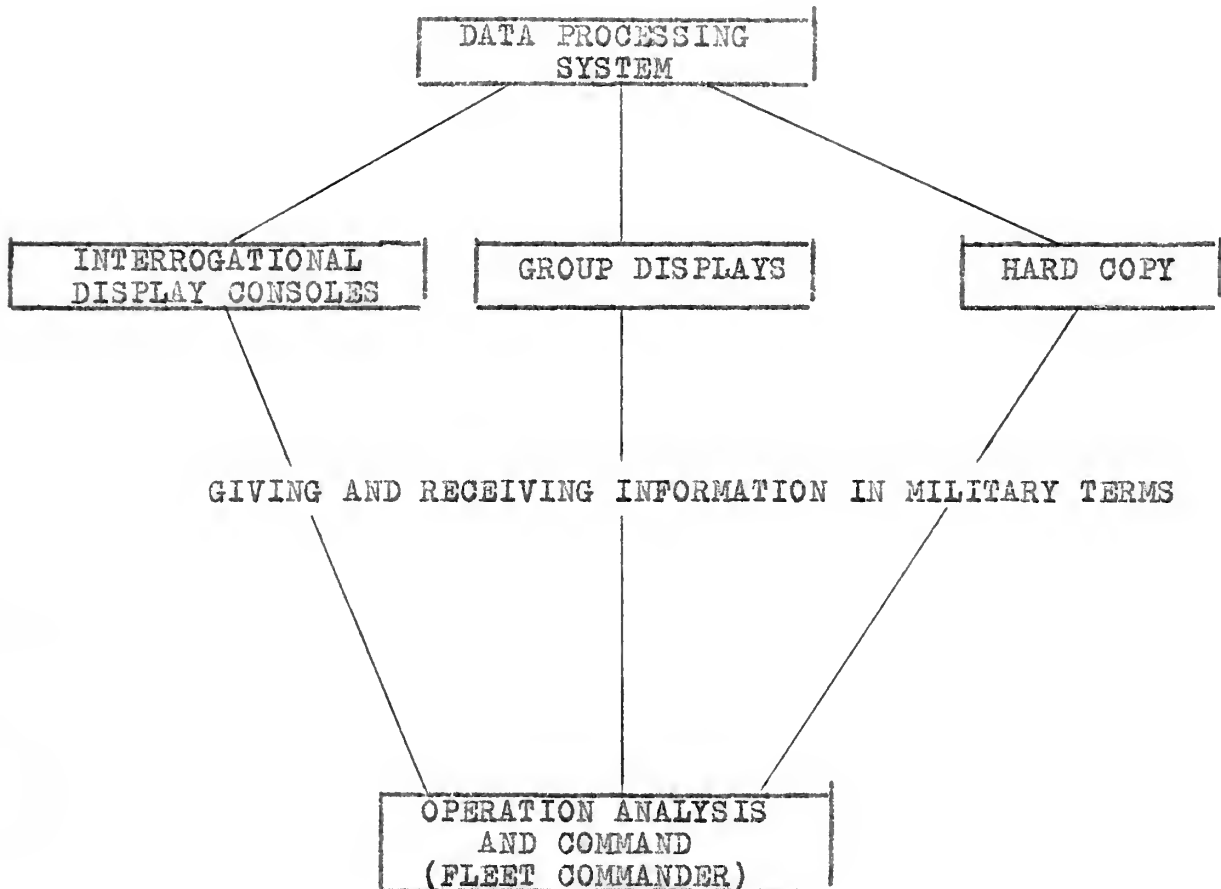 DATA PROCESSING
SYSTEM
INTERROGATIONAL
DISPLAY CONSOLES
GROUP DISPLAYS
HARD COPY
GIVING AND RECEIVING INFORMATION IN MILITARY TERMS
OPERATION ANALYSIS
AND COMMAND
(FLEET COMMANDER)